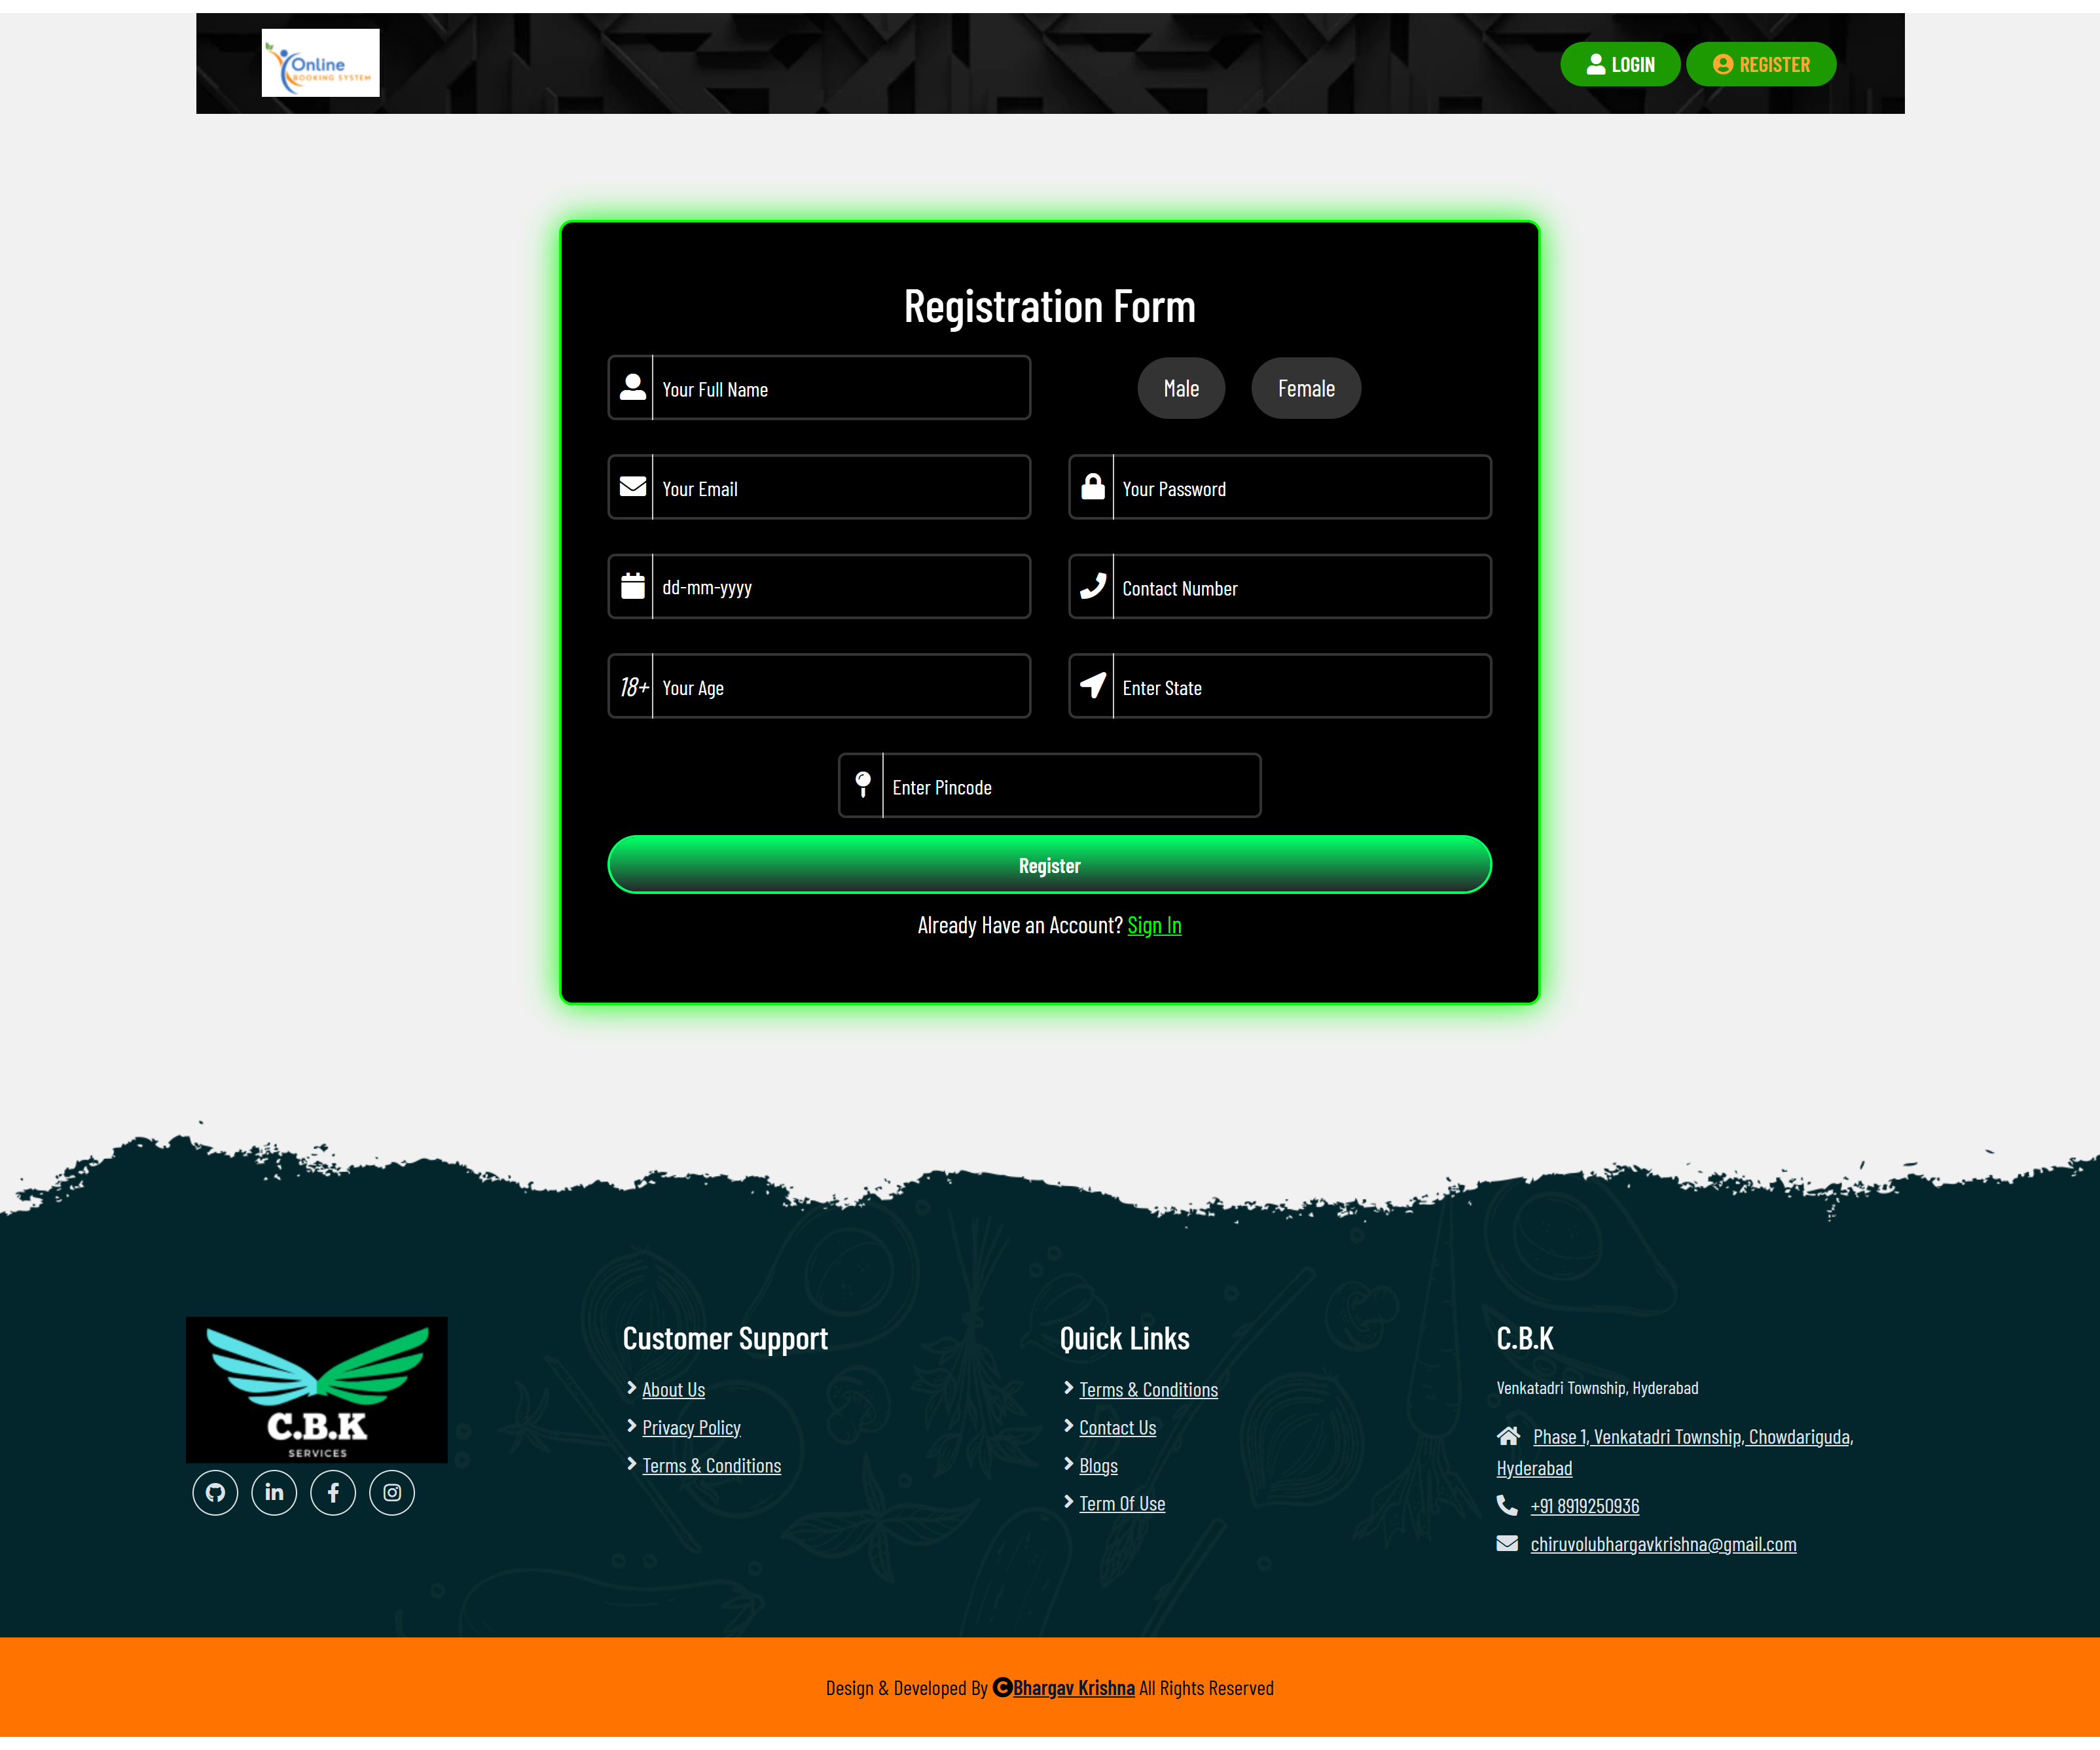 Online
BOOKING SYSTEM
LOGIN
REGISTER
Registration Form
Your Full Name
Male
Female
Your Email
Your Password
dd-mm-yyyy
Contact Number
18+
Your Age
Enter State
Enter Pincode
Register
Already Have an Account? Sign In
C.B.K
SERVICES
Customer Support
About Us
Privacy Policy
Terms & Conditions
Quick Links
Terms & Conditions
Contact Us
Blogs
Term Of Use
C.B.K
Venkatadri Township, Hyderabad
Phase 1, Venkatadri Township, Chowdariguda,
Hyderabad
+91 8919250936
chiruvolubhargavkrishna@gmail.com
Design & Developed By ©Bhargav Krishna All Rights Reserved